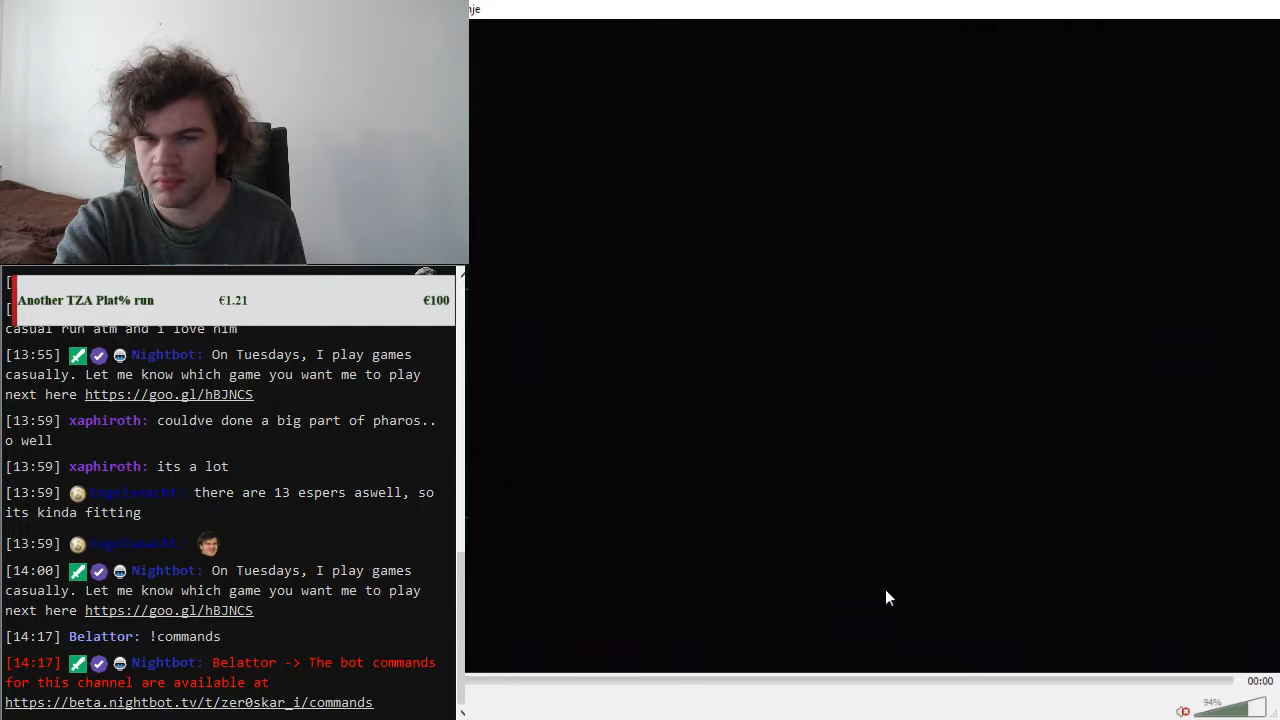 nje
[
Another TZA Plat% run €1.21 €100
[
casual run atm and i love him
[13:55] Nightbot: On Tuesdays, I play games
casually. Let me know which game you want me to play
next here https://goo.gl/hBJNCS
[13:59] xaphiroth: couldve done a big part of pharos..
o well
[13:59] xaphiroth: its a lot
[13:59] Engelsmacht: there are 13 espers aswell, so
its kinda fitting
[13:59] Engelsmacht:
[14:00] Nightbot: On Tuesdays, I play games
casually. Let me know which game you want me to play
next here https://goo.gl/hBJNCS
[14:17] Belattor: !commands
[14:17] Nightbot: Belattor -> The bot commands
for this channel are available at
https://beta.nightbot.tv/t/zer0skar_i/commands
00:00
94%